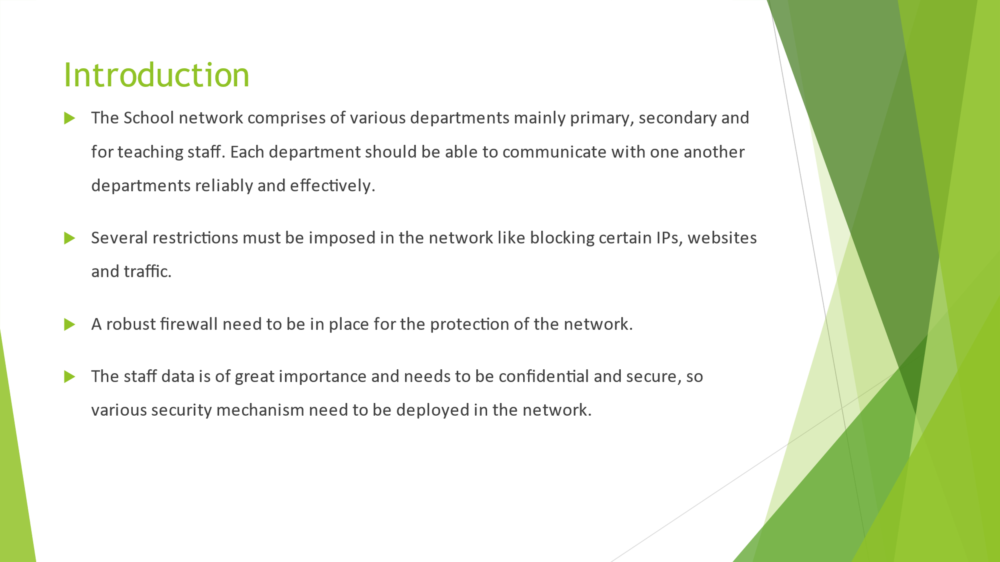 Introduction
The School network comprises of various departments mainly primary, secondary and
for teaching staff. Each department should be able to communicate with one another
departments reliably and effectively.
Several restrictions must be imposed in the network like blocking certain IPs, websites
and traffic.
A robust firewall need to be in place for the protection of the network.
The staff data is of great importance and needs to be confidential and secure, so
various security mechanism need to be deployed in the network.